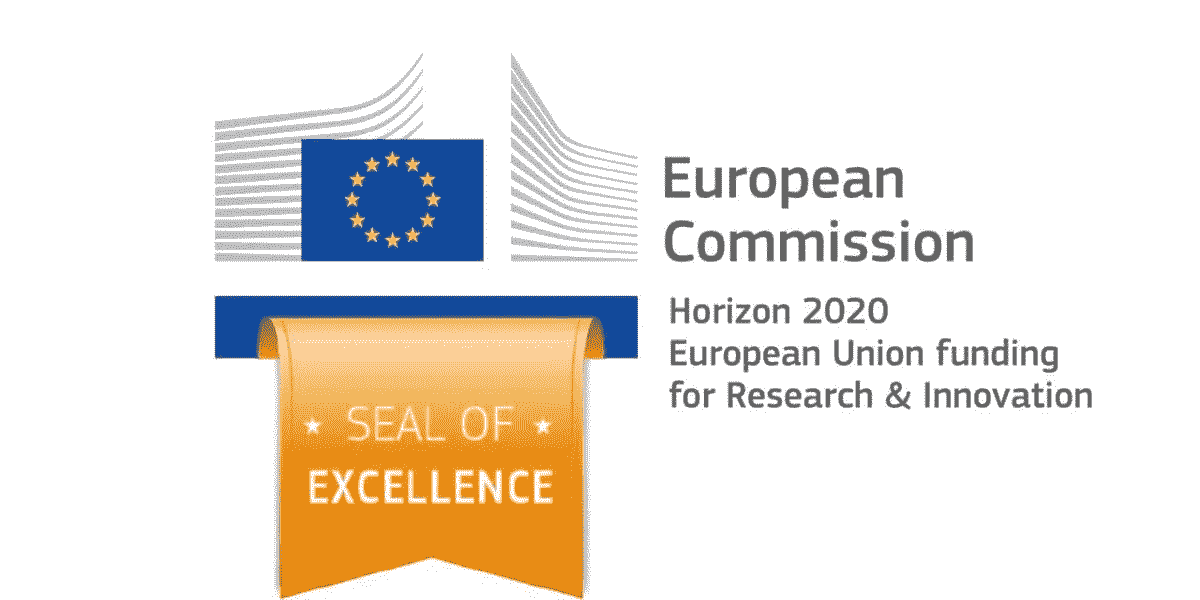 European
Commission
Horizon 2020
European Union funding
for Research & Innovation
SEAL OF
EXCELLENCE